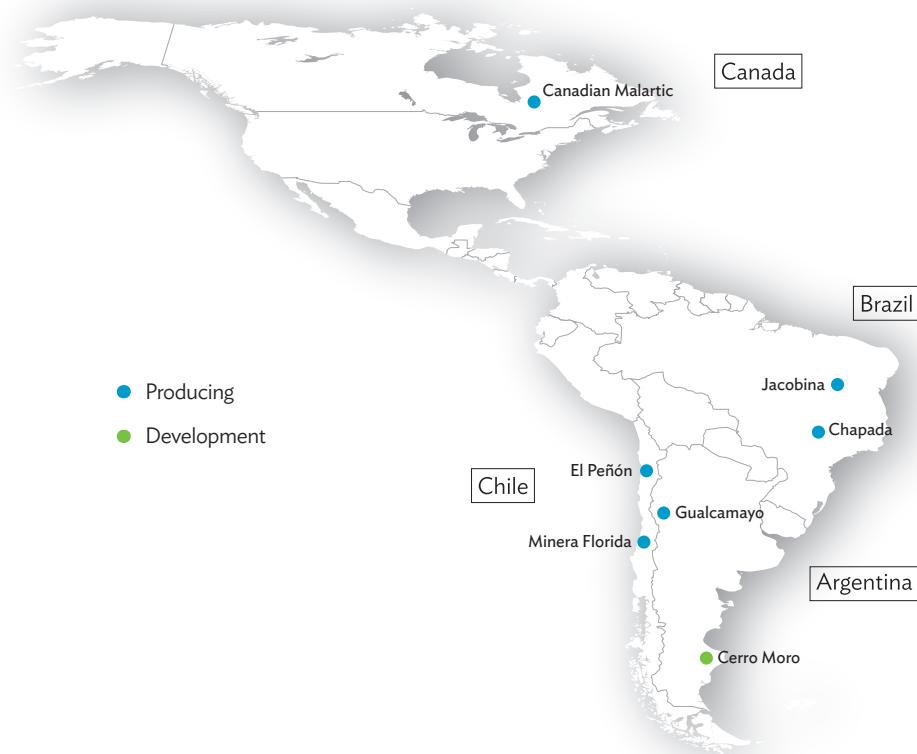 Canada
Canadian Malartic
Brazil
Jacobina
Producing
Chapada
Development
El Peñón
Chile
Gualcamayo
Minera Florida
Argentina
Cerro Moro